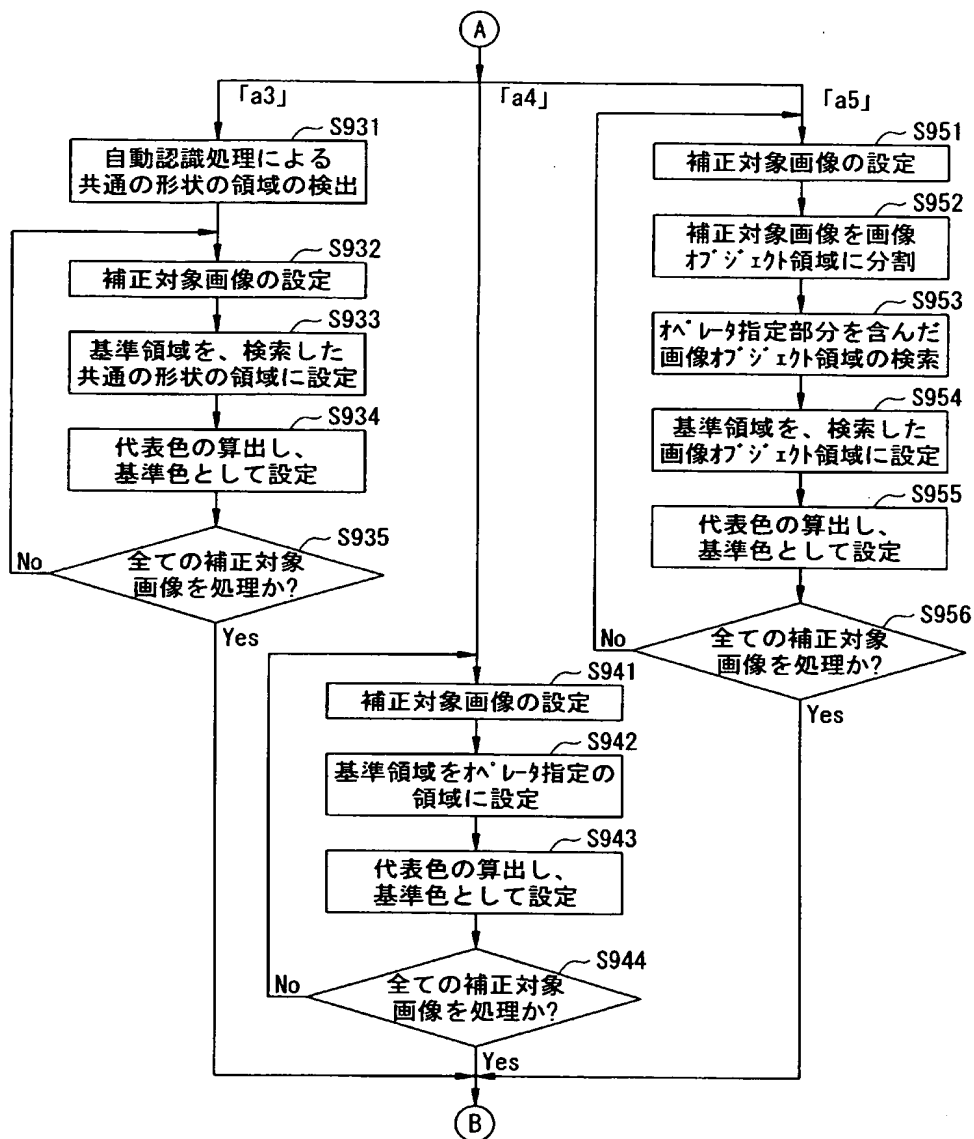 A
「a3」
「a4」
「a5」
S931
自動認識処理による
共通の形状の領域の検出
S932
補正対象画像の設定
S933
基準領域を、検索した
共通の形状の領域に設定
S934
代表色の算出し、
基準色として設定
S935
全ての補正対象
画像を処理か?
No
Yes
S941
補正対象画像の設定
S942
基準領域をｵﾍﾟﾚｰﾀ指定の
領域に設定
S943
代表色の算出し、
基準色として設定
S944
全ての補正対象
画像を処理か?
No
Yes
S951
補正対象画像の設定
S952
補正対象画像を画像
ｵﾌﾞｼﾞｪｸﾄ領域に分割
S953
ｵﾍﾟﾚｰﾀ指定部分を含んだ
画像ｵﾌﾞｼﾞｪｸﾄ領域の検索
S954
基準領域を、検索した
画像ｵﾌﾞｼﾞｪｸﾄ領域に設定
S955
代表色の算出し、
基準色として設定
S956
全ての補正対象
画像を処理か?
No
Yes
B